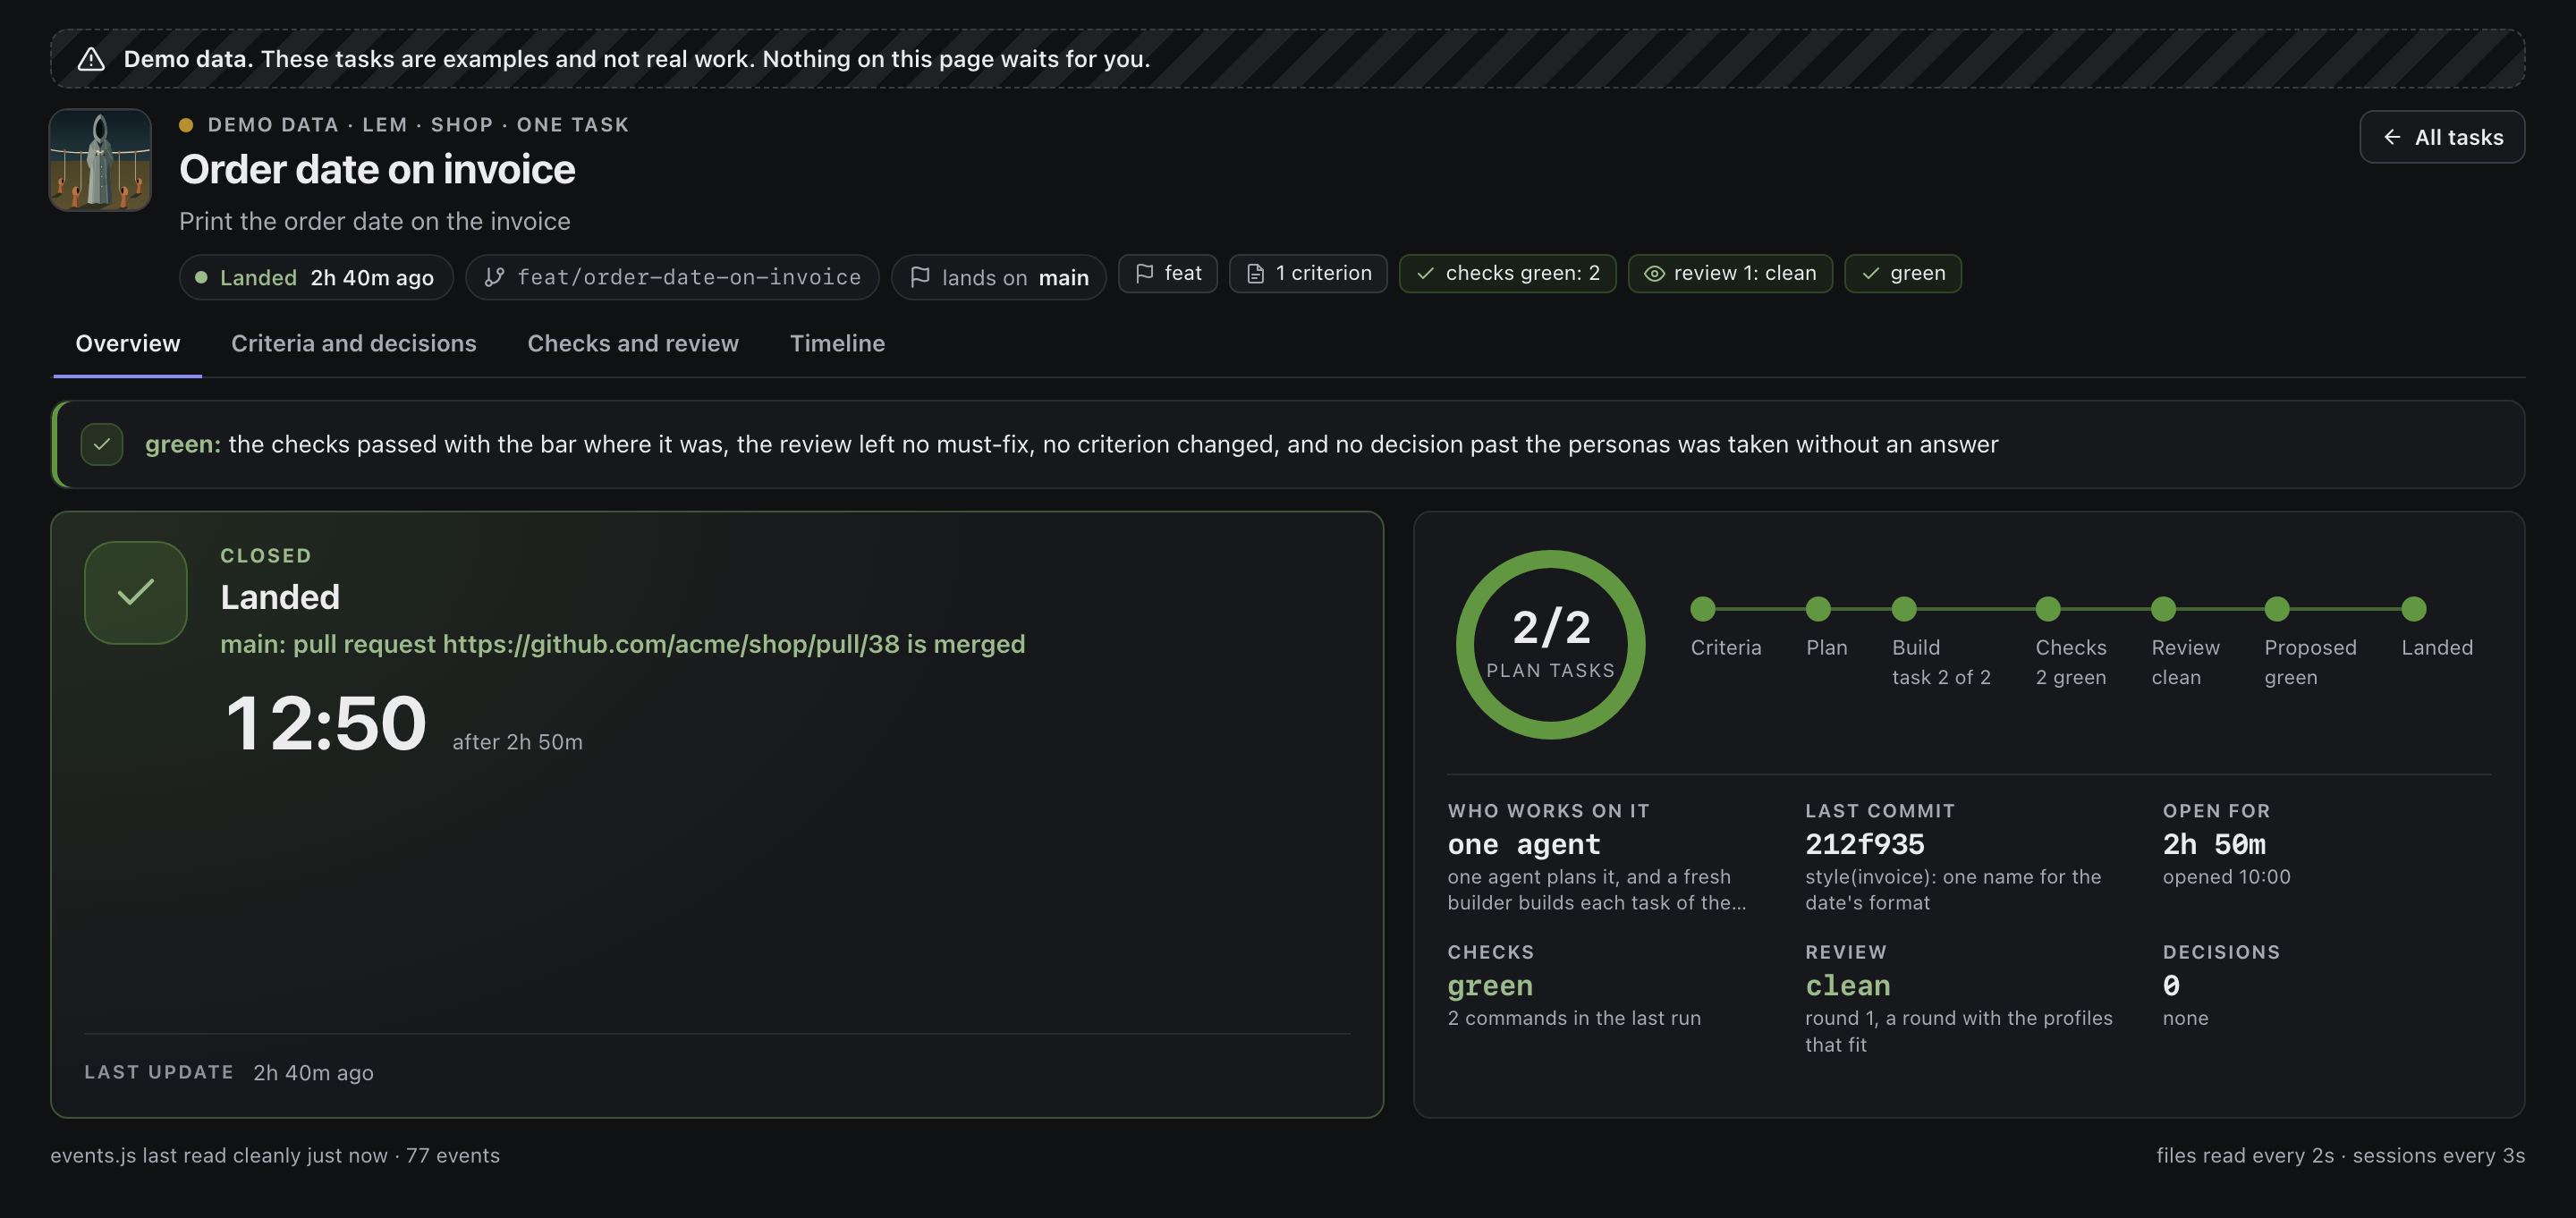 Demo data. These tasks are examples and not real work. Nothing on this page waits for you.
DEMO DATA · LEM · SHOP · ONE TASK
Order date on invoice
Print the order date on the invoice
← All tasks
Landed 2h 40m ago
feat/order-date-on-invoice
lands on main
feat
1 criterion
checks green: 2
review 1: clean
green
Overview
Criteria and decisions
Checks and review
Timeline
green: the checks passed with the bar where it was, the review left no must-fix, no criterion changed, and no decision past the personas was taken without an answer
CLOSED
Landed
main: pull request https://github.com/acme/shop/pull/38 is merged
12:50 after 2h 50m
LAST UPDATE 2h 40m ago
2/2
PLAN TASKS
Criteria
Plan
Build
task 2 of 2
Checks
2 green
Review
clean
Proposed
green
Landed
WHO WORKS ON IT
one agent
one agent plans it, and a fresh
builder builds each task of the…
LAST COMMIT
212f935
style(invoice): one name for the
date's format
OPEN FOR
2h 50m
opened 10:00
CHECKS
green
2 commands in the last run
REVIEW
clean
round 1, a round with the profiles
that fit
DECISIONS
0
none
events.js last read cleanly just now · 77 events
files read every 2s · sessions every 3s